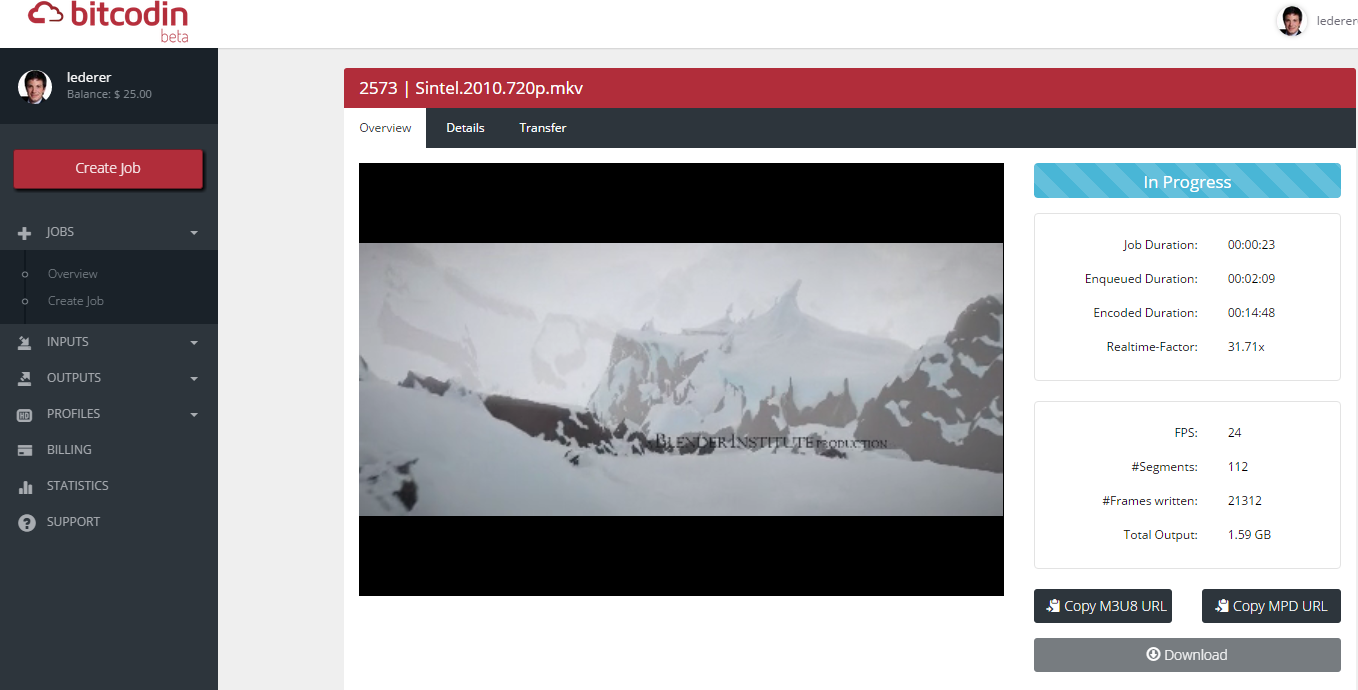 bitcodin
beta
lederer
lederer
Balance: $ 25.00
Create Job
JOBS
Overview
Create Job
INPUTS
OUTPUTS
PROFILES
BILLING
STATISTICS
SUPPORT
2573 | Sintel.2010.720p.mkv
Overview Details Transfer
BLENDER INSTITUTE PRODUCTION
In Progress
Job Duration: 00:00:23
Enqueued Duration: 00:02:09
Encoded Duration: 00:14:48
Realtime-Factor: 31.71x
FPS: 24
#Segments: 112
#Frames written: 21312
Total Output: 1.59 GB
Copy M3U8 URL Copy MPD URL
Download